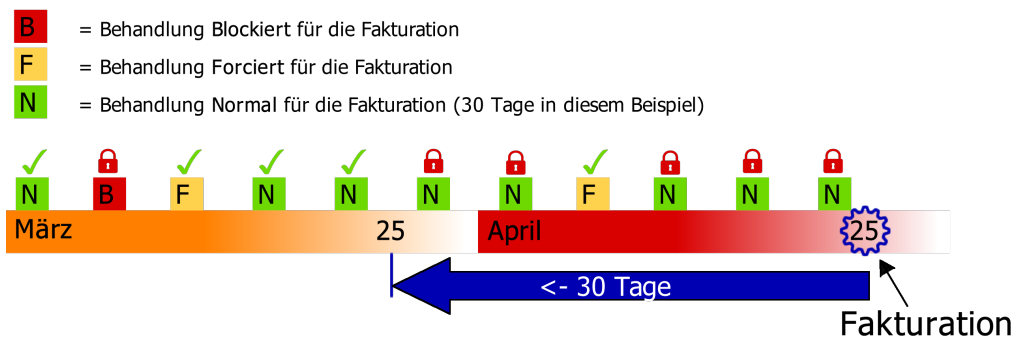 B = Behandlung Blockiert für die Fakturation
F = Behandlung Forciert für die Fakturation
N = Behandlung Normal für die Fakturation (30 Tage in diesem Beispiel)
N B F N N N N F N N N
März 25 April 25
<- 30 Tage
Fakturation